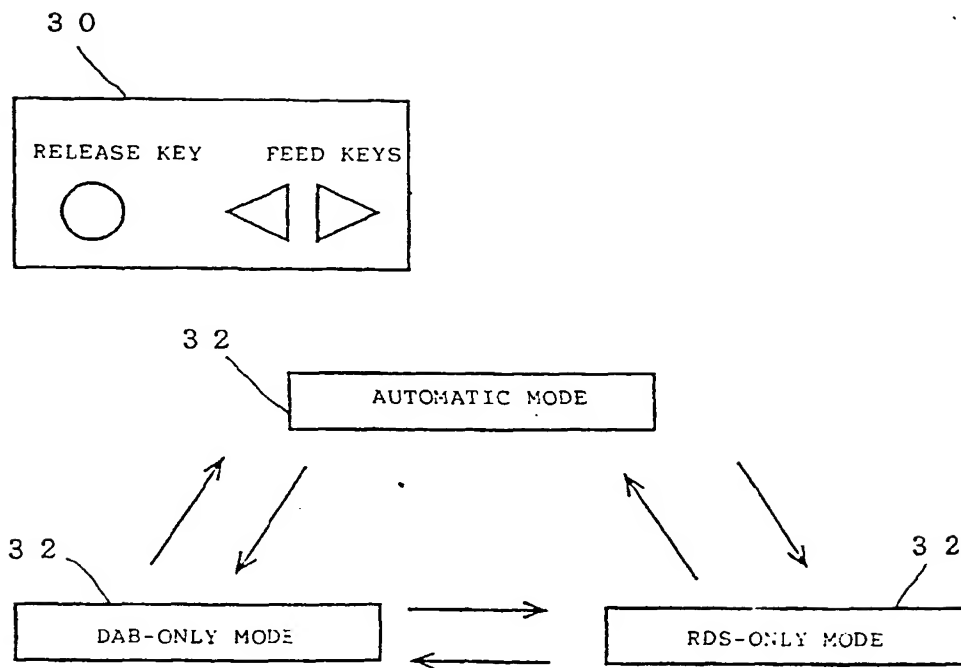 30
RELEASE KEY FEED KEYS
32
AUTOMATIC MODE
32
32
DAB-ONLY MODE
RDS-ONLY MODE